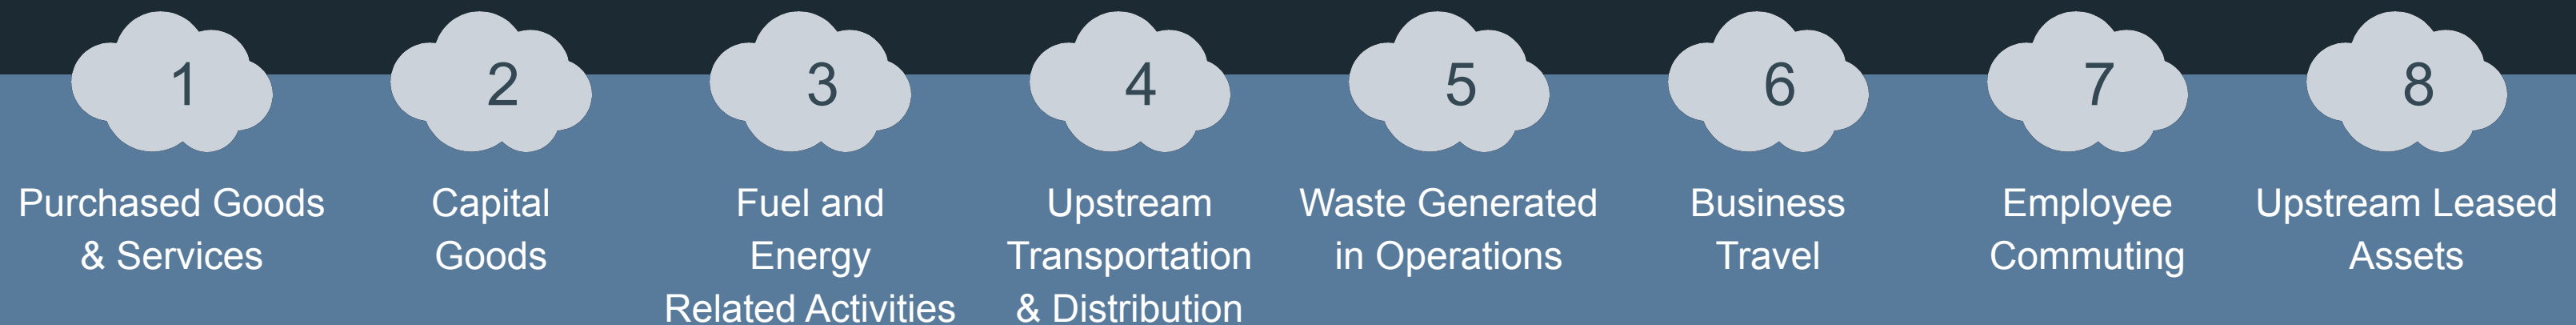 1
2
3
4
5
6
7
8
Purchased Goods
& Services
Capital
Goods
Fuel and
Energy
Related Activities
Upstream
Transportation
& Distribution
Waste Generated
in Operations
Business
Travel
Employee
Commuting
Upstream Leased
Assets